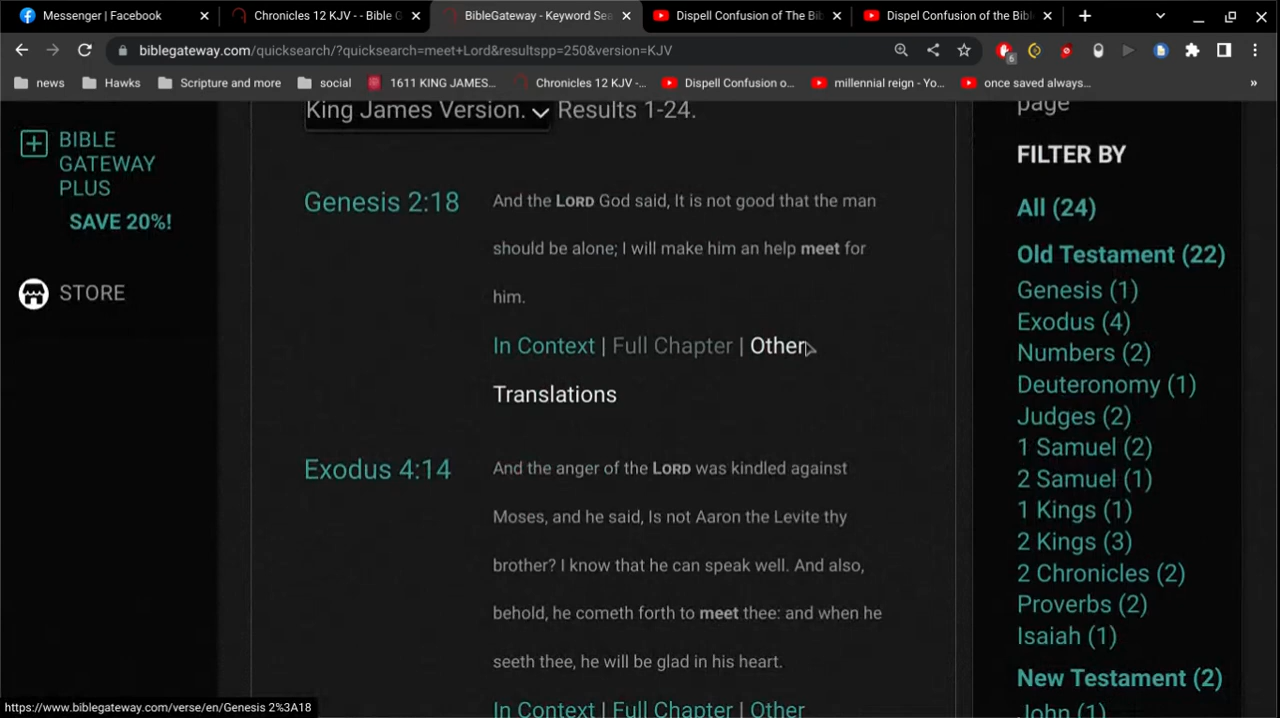 Messenger | Facebook
Chronicles 12 KJV - - Bible G
BibleGateway - Keyword Sea
Dispell Confusion of The Bib
Dispel Confusion of the Bib
biblegateway.com/quicksearch/?quicksearch=meet+Lord&resultspp=250&version=KJV
6
news
Hawks
Scripture and more
social
1611 KING JAMES...
Chronicles 12 KJV -...
Dispell Confusion o...
millennial reign - Yo...
once saved always...
»
King James Version. Results 1-24.
BIBLE
GATEWAY
PLUS
SAVE 20%!
STORE
Genesis 2:18
And the LORD God said, It is not good that the man
should be alone; I will make him an help meet for
him.
In Context | Full Chapter | Other
Translations
Exodus 4:14
And the anger of the LORD was kindled against
Moses, and he said, Is not Aaron the Levite thy
brother? I know that he can speak well. And also,
behold, he cometh forth to meet thee: and when he
seeth thee, he will be glad in his heart.
In Context | Full Chapter | Other
page
FILTER BY
All (24)
Old Testament (22)
Genesis (1)
Exodus (4)
Numbers (2)
Deuteronomy (1)
Judges (2)
1 Samuel (2)
2 Samuel (1)
1 Kings (1)
2 Kings (3)
2 Chronicles (2)
Proverbs (2)
Isaiah (1)
New Testament (2)
John (1)
https://www.biblegateway.com/verse/en/Genesis 2%3A18